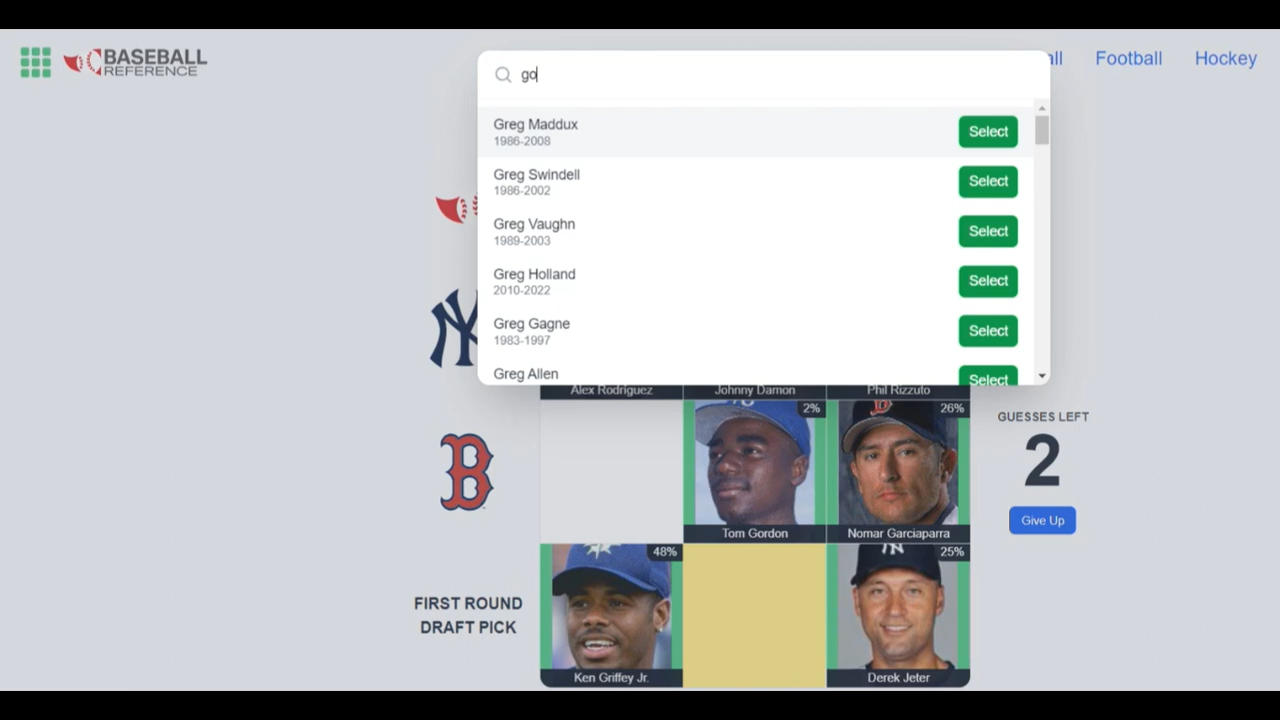 BASEBALL
REFERENCE
go
all
Football
Hockey
Greg Maddux
1986-2008
Select
Greg Swindell
1986-2002
Select
Greg Vaughn
1989-2003
Select
Greg Holland
2010-2022
Select
Greg Gagne
1983-1997
Select
Greg Allen
Select
Alex Rodriguez
Johnny Damon
Phil Rizzuto
2%
26%
GUESSES LEFT
2
Give Up
B
Tom Gordon
Nomar Garciaparra
48%
25%
FIRST ROUND
DRAFT PICK
Ken Griffey Jr.
Derek Jeter